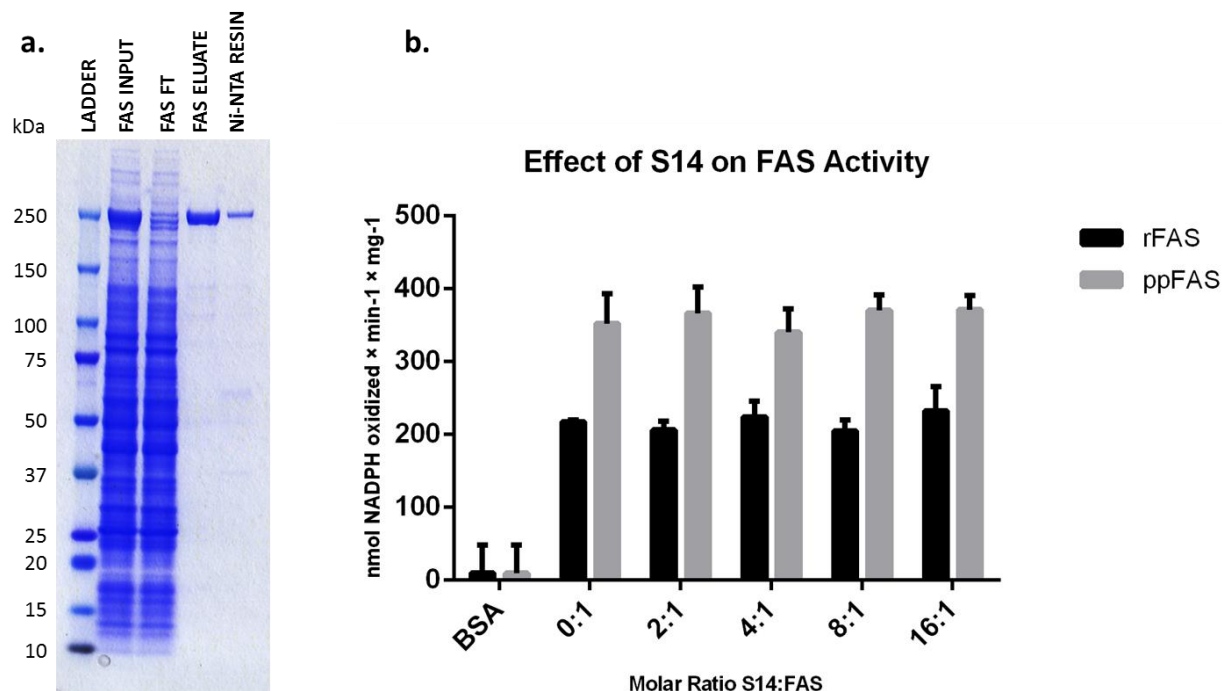 a.
kDa
LADDER
FAS INPUT
FAS FT
FAS ELUATE
Ni-NTA RESIN
250
150
100
75
50
37
25
20
15
10
b.
Effect of S14 on FAS Activity
nmol NADPH oxidized × min-1 × mg-1
500
400
300
200
100
0
BSA
0:1
2:1
4:1
8:1
16:1
Molar Ratio S14:FAS
rFAS
ppFAS